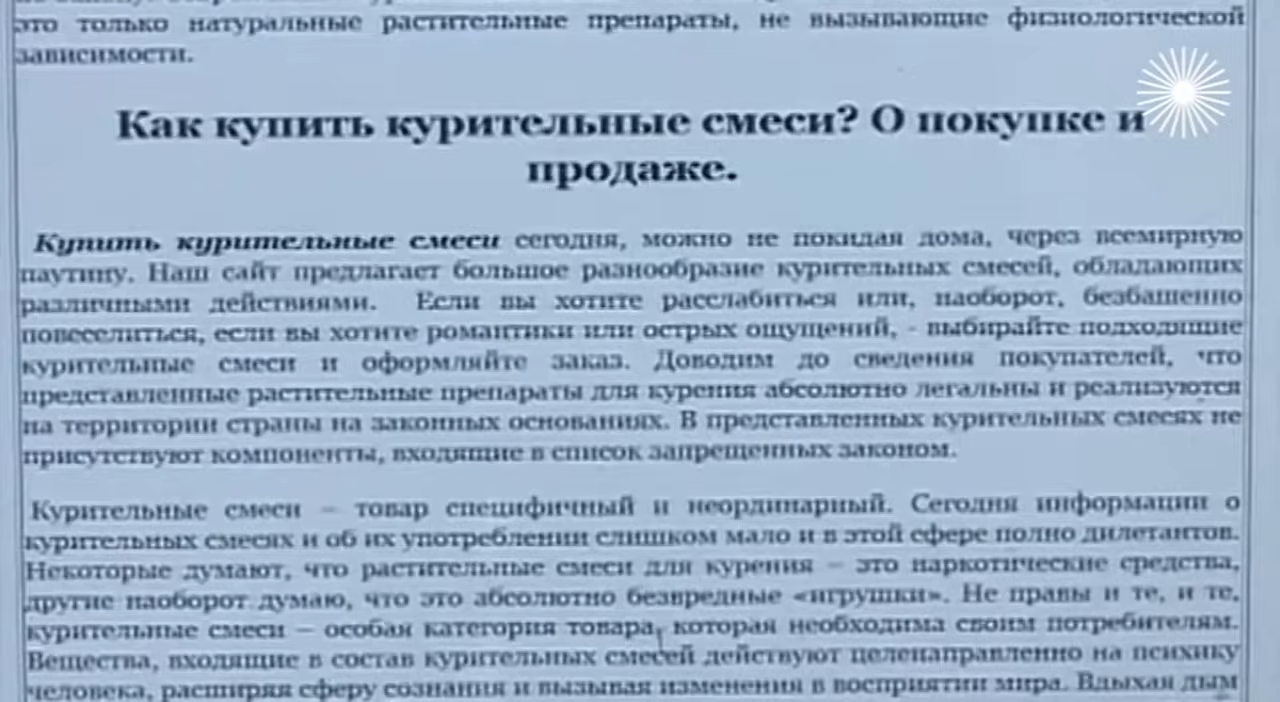 это только натуральные растительные препараты, не вызывающие физиологической
зависимости.
Как купить курительные смеси? О покупке и
продаже.
Купить курительные смеси сегодня, можно не покидая дома, через всемирную
паутину. Наш сайт предлагает большое разнообразие курительных смесей, обладающих
различными действиями. Если вы хотите расслабиться или, наоборот, безбашенно
повеселиться, если вы хотите романтики или острых ощущений, - выбирайте подходящие
курительные смеси и оформляйте заказ. Доводим до сведения покупателей, что
представленные растительные препараты для курения абсолютно легальны и реализуются
на территории страны на законных основаниях. В представленных курительных смесях не
присутствуют компоненты, входящие в список запрещенных законом.
Курительные смеси – товар специфичный и неординарный. Сегодня информации о
курительных смесях и об их употреблении слишком мало и в этой сфере полно дилетантов.
Некоторые думают, что растительные смеси для курения – это наркотические средства,
другие наоборот думаю, что это абсолютно безвредные «игрушки». Не правы и те, и те,
курительные смеси – особая категория товара, которая необходима своим потребителям.
Вещества, входящие в состав курительных смесей действуют целенаправленно на психику
человека, расширяя сферу сознания и вызывая изменения в восприятии мира. Вдыхая дым